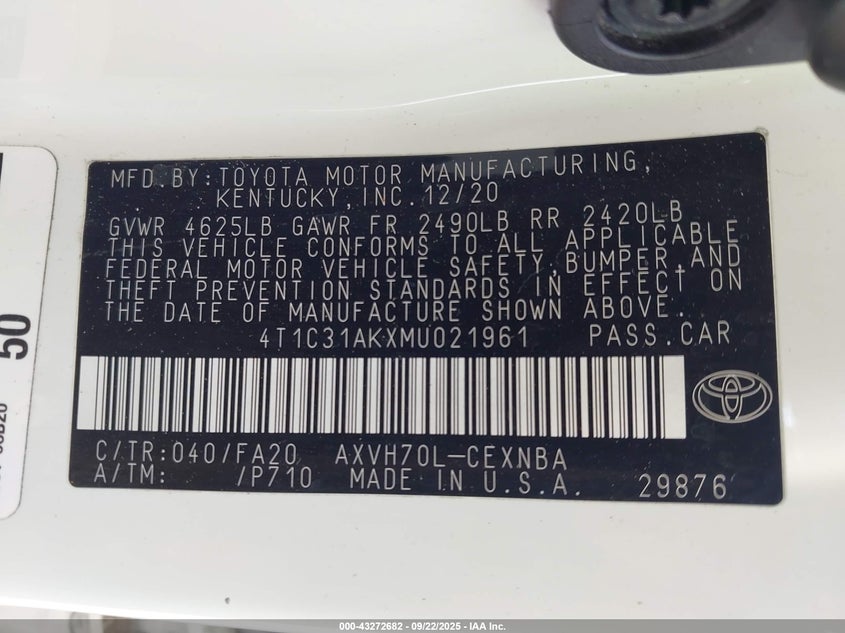 MFD.BY:TOYOTA MOTOR MANUFACTURING,
KENTUCKY,INC.12/20
GVWR 4625LB GAWR FR 2490LB RR 2420LB
THIS VEHICLE CONFORMS TO ALL APPLICABLE
FEDERAL MOTOR VEHICLE SAFETY,BUMPER,AND
THEFT PREVENTION STANDARDS IN EFFECT ON
THE DATE OF MANUFACTURE SHOWN ABOVE.
4T1C31AKXMU021961 PASS.CAR
C/TR:040/FA20 AXVH70L-CEXNBA
A/TM: /P710 MADE IN U.S.A. 29876
50
000-43272682 - 09/22/2025 - IAA Inc.